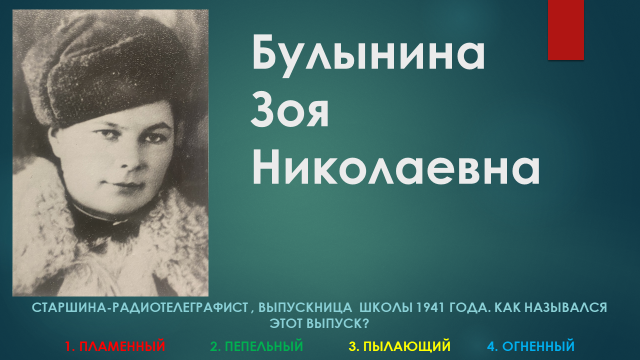 Булынина
Зоя
Николаевна
СТАРШИНА-РАДИОТЕЛЕГРАФИСТ , ВЫПУСКНИЦА ШКОЛЫ 1941 ГОДА. КАК НАЗЫВАЛСЯ
ЭТОТ ВЫПУСК?
1. ПЛАМЕННЫЙ 2. ПЕПЕЛЬНЫЙ 3. ПЫЛАЮЩИЙ 4. ОГНЕННЫЙ